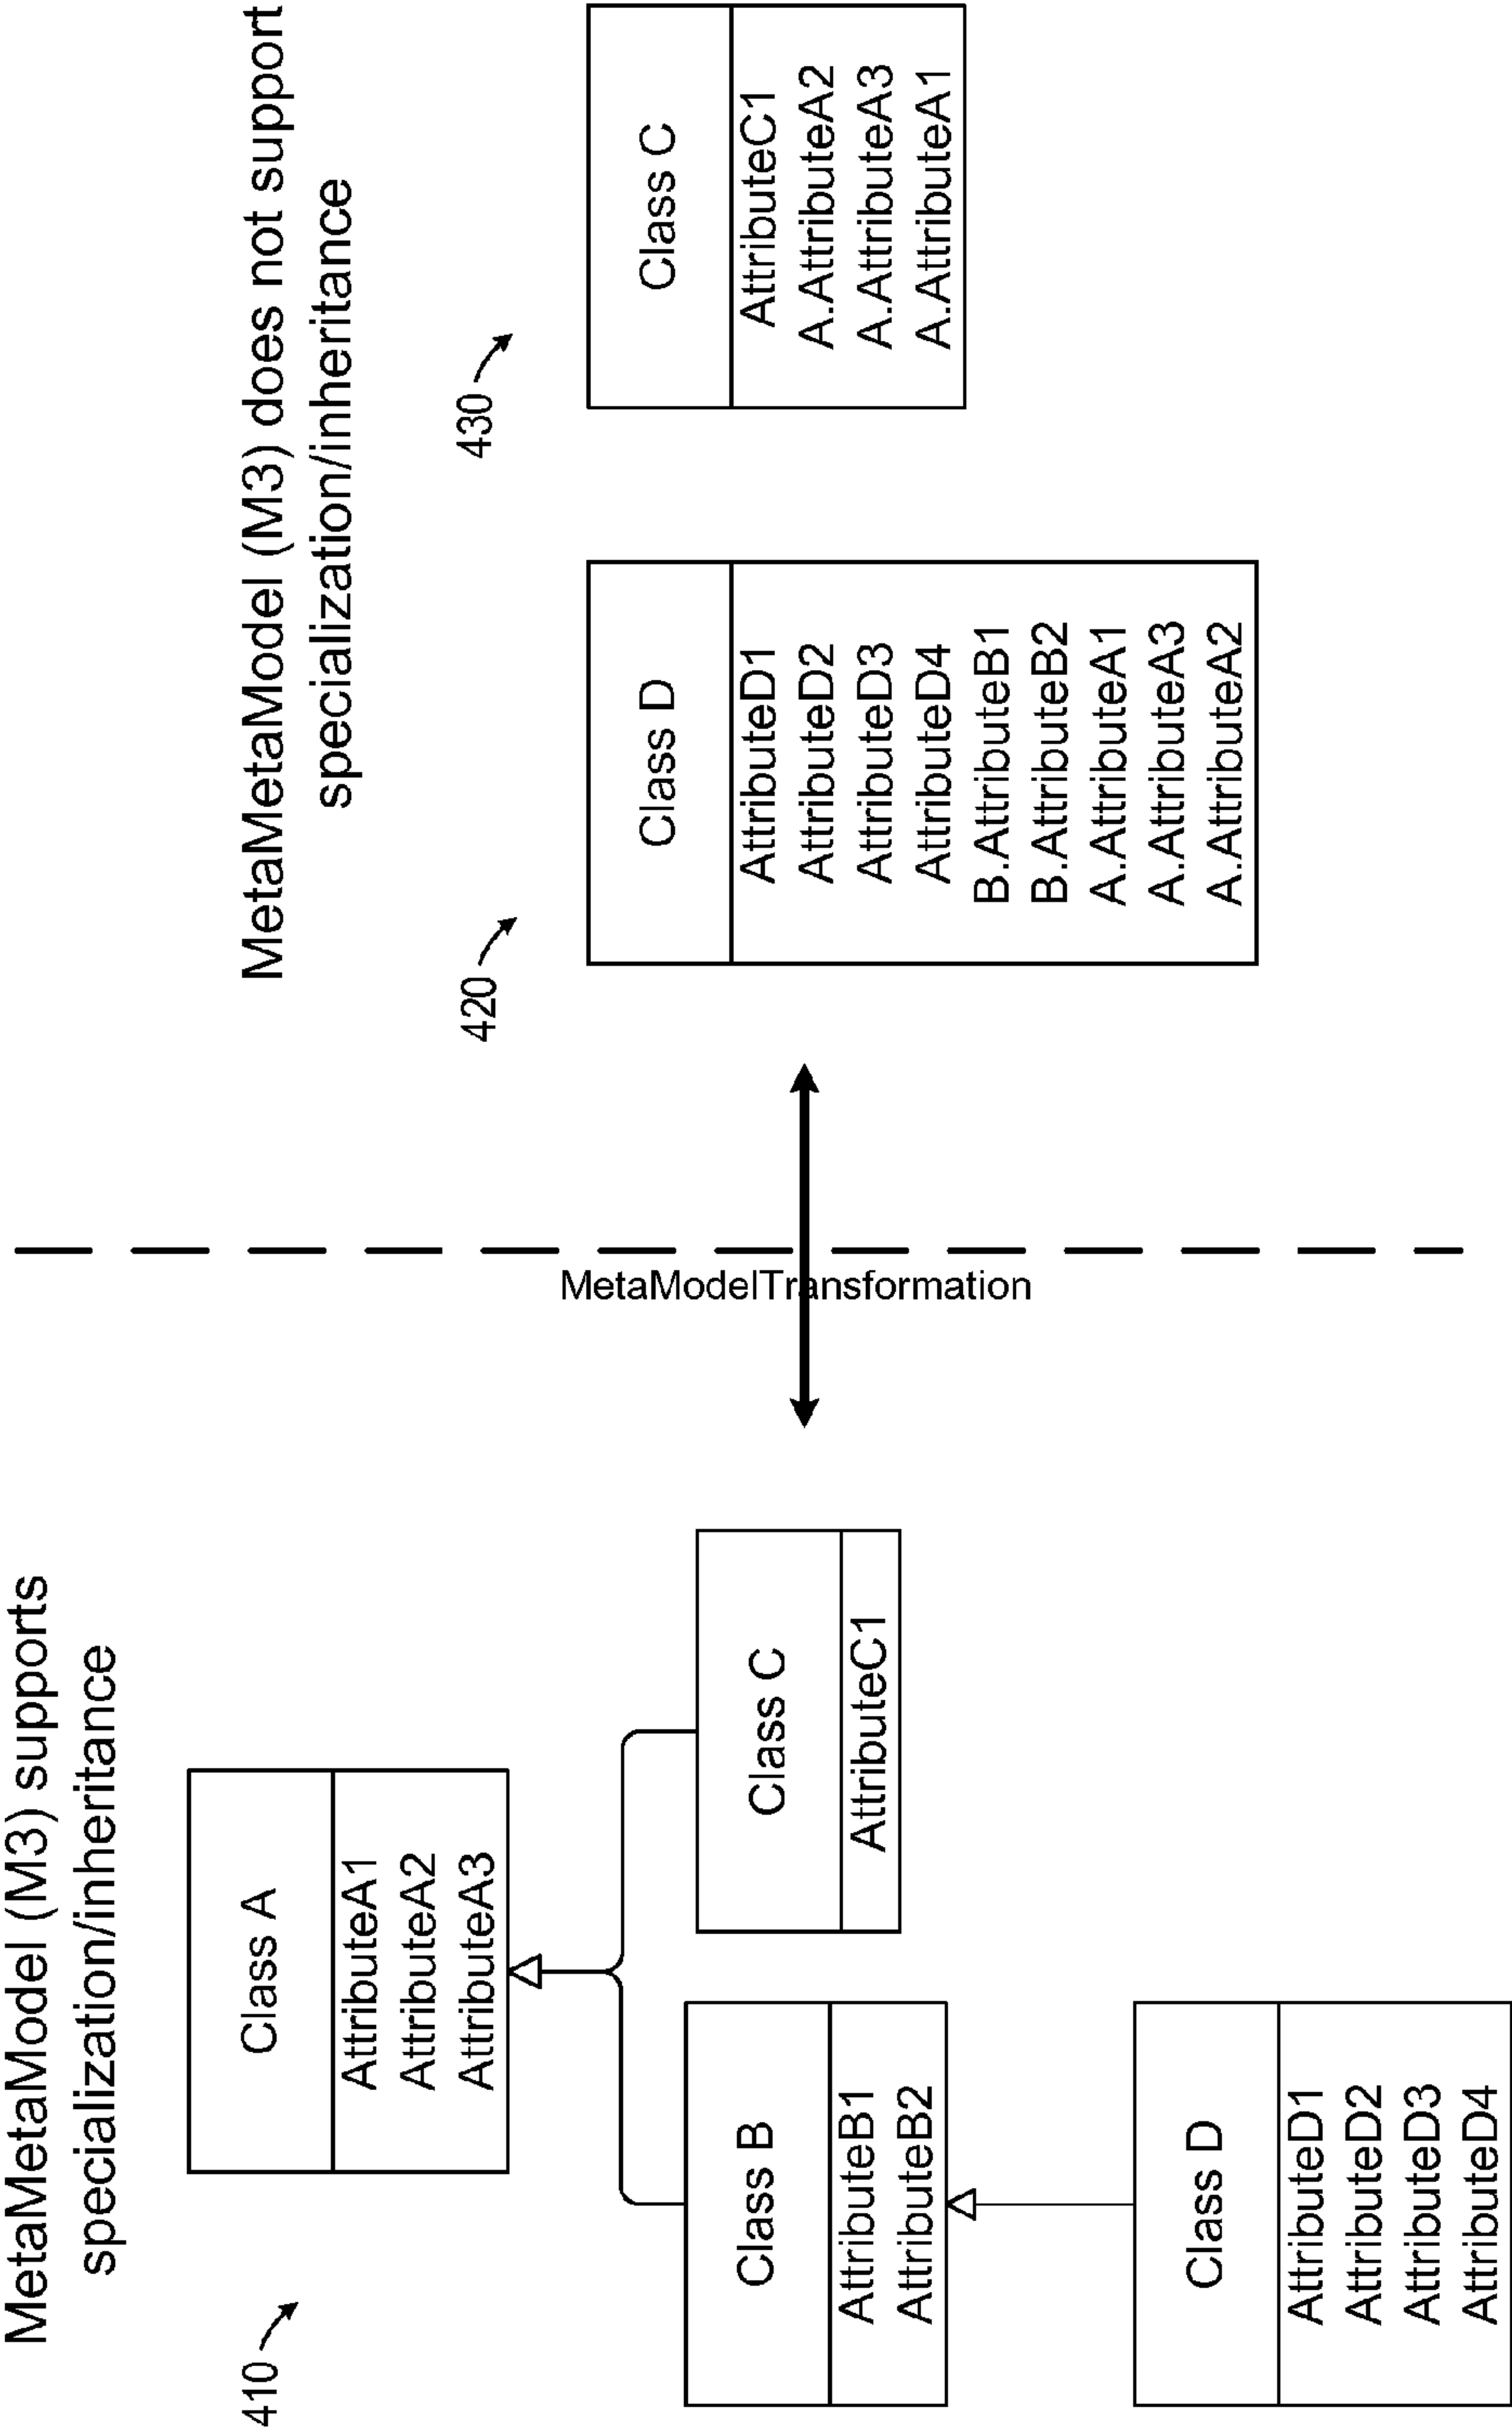 MetaMetaModel (M3) supports
specialization/inheritance
410
Class A
AttributeA1
AttributeA2
AttributeA3
Class B
AttributeB1
AttributeB2
Class C
AttributeC1
Class D
AttributeD1
AttributeD2
AttributeD3
AttributeD4
MetaModelTransformation
MetaMetaModel (M3) does not support
specialization/inheritance
420
Class D
AttributeD1
AttributeD2
AttributeD3
AttributeD4
B.AttributeB1
B.AttributeB2
A.AttributeA1
A.AttributeA3
A.AttributeA2
430
Class C
AttributeC1
A.AttributeA2
A.AttributeA3
A.AttributeA1